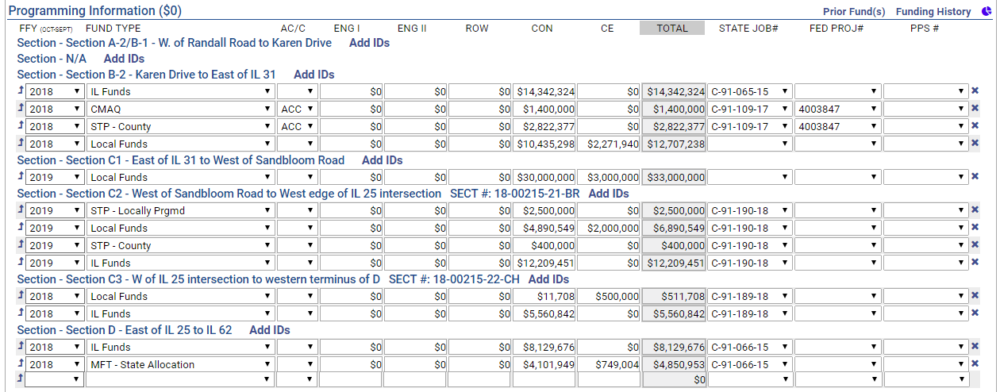 Programming Information ($0) Prior Fund(s) Funding History
FFY (OCT-SEPT) FUND TYPE AC/C ENG I ENG II ROW CON CE TOTAL STATE JOB# FED PROJ# PPS #
Section - Section A-2/B-1 - W. of Randall Road to Karen Drive Add IDs
Section - N/A Add IDs
Section - Section B-2 - Karen Drive to East of IL 31 Add IDs
2018 IL Funds $0 $0 $0 $14,342,324 $0 $14,342,324 C-91-065-15
2018 CMAQ ACC $0 $0 $0 $1,400,000 $0 $1,400,000 C-91-109-17 4003847
2018 STP - County ACC $0 $0 $0 $2,822,377 $0 $2,822,377 C-91-109-17 4003847
2018 Local Funds $0 $0 $0 $10,435,298 $2,271,940 $12,707,238
Section - Section C1 - East of IL 31 to West of Sandbloom Road Add IDs
2019 Local Funds $0 $0 $0 $30,000,000 $3,000,000 $33,000,000
Section - Section C2 - West of Sandbloom Road to West edge of IL 25 intersection SECT #: 18-00215-21-BR Add IDs
2019 STP - Locally Prgmd $0 $0 $0 $2,500,000 $0 $2,500,000 C-91-190-18
2019 Local Funds $0 $0 $0 $4,890,549 $2,000,000 $6,890,549 C-91-190-18
2019 STP - County $0 $0 $0 $400,000 $0 $400,000 C-91-190-18
2019 IL Funds $0 $0 $0 $12,209,451 $0 $12,209,451 C-91-190-18
Section - Section C3 - W of IL 25 intersection to western terminus of D SECT #: 18-00215-22-CH Add IDs
2018 Local Funds $0 $0 $0 $11,708 $500,000 $511,708 C-91-189-18
2018 IL Funds $0 $0 $0 $5,560,842 $0 $5,560,842 C-91-189-18
Section - Section D - East of IL 25 to IL 62 Add IDs
2018 IL Funds $0 $0 $0 $8,129,676 $0 $8,129,676 C-91-066-15
2018 MFT - State Allocation $0 $0 $0 $4,101,949 $749,004 $4,850,953 C-91-066-15
$0